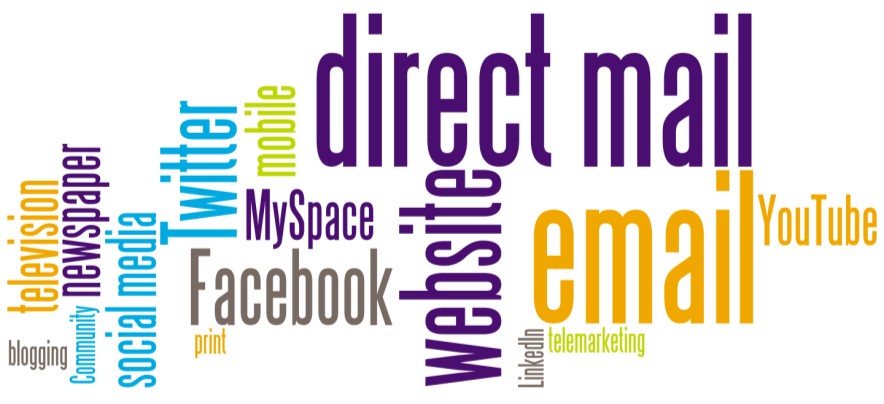 direct mail
mobile
Twitter
television
newspaper
social media
MySpace
website
email
YouTube
Facebook
blogging
Community
print
LinkedIn
telemarketing